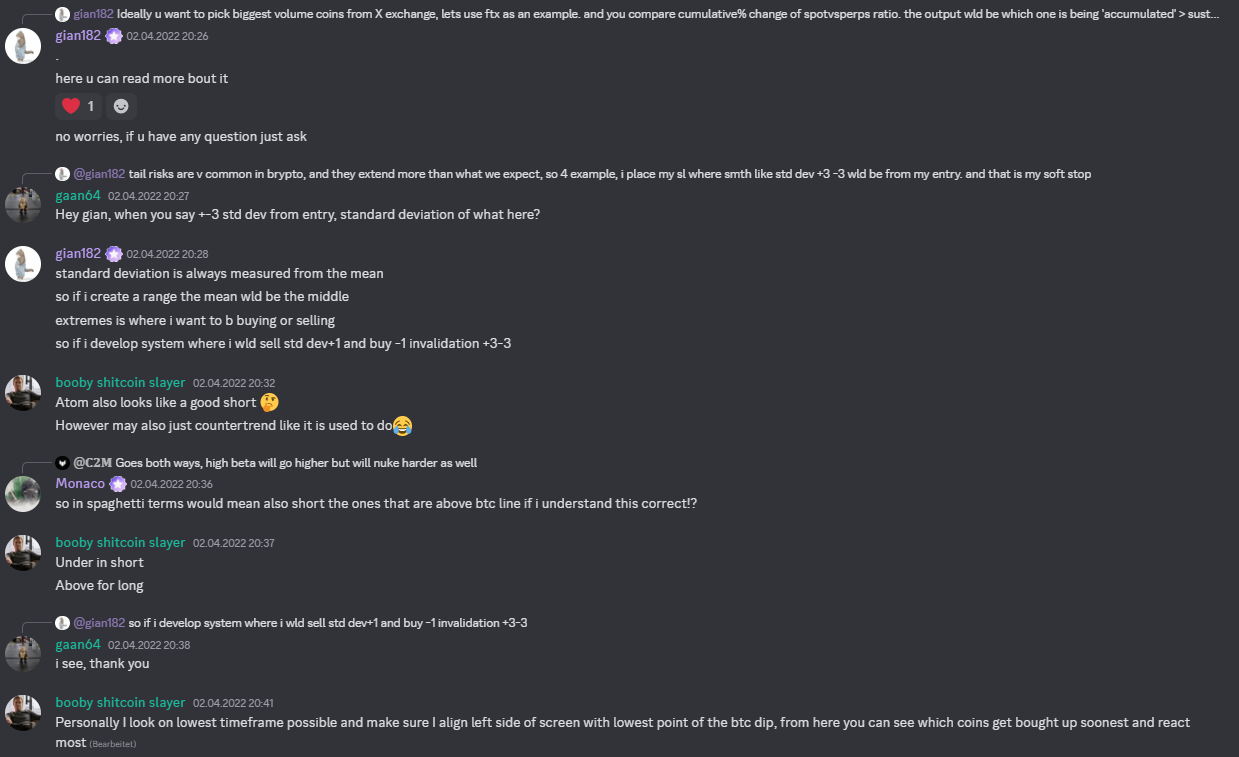 gian182 Ideally u want to pick biggest volume coins from X exchange, lets use ftx as an example. and you compare cumulative% change of spotvsperps ratio. the output wld be which one is being 'accumulated' > sust...
gian182 02.04.2022 20:26
.
here u can read more bout it
❤️ 1
no worries, if u have any question just ask
@gian182 tail risks are v common in brypto, and they extend more than what we expect, so 4 example, i place my sl where smth like std dev +3 -3 wld be from my entry. and that is my soft stop
gaan64 02.04.2022 20:27
Hey gian, when you say +-3 std dev from entry, standard deviation of what here?
gian182 02.04.2022 20:28
standard deviation is always measured from the mean
so if i create a range the mean wld be the middle
extremes is where i want to b buying or selling
so if i develop system where i wld sell std dev+1 and buy -1 invalidation +3-3
booby shitcoin slayer 02.04.2022 20:32
Atom also looks like a good short 🤔
However may also just countertrend like it is used to do😂
@C2M Goes both ways, high beta will go higher but will nuke harder as well
Monaco 02.04.2022 20:36
so in spaghetti terms would mean also short the ones that are above btc line if i understand this correct!?
booby shitcoin slayer 02.04.2022 20:37
Under in short
Above for long
@gian182 so if i develop system where i wld sell std dev+1 and buy -1 invalidation +3-3
gaan64 02.04.2022 20:38
i see, thank you
booby shitcoin slayer 02.04.2022 20:41
Personally I look on lowest timeframe possible and make sure I align left side of screen with lowest point of the btc dip, from here you can see which coins get bought up soonest and react
most (Bearbeitet)